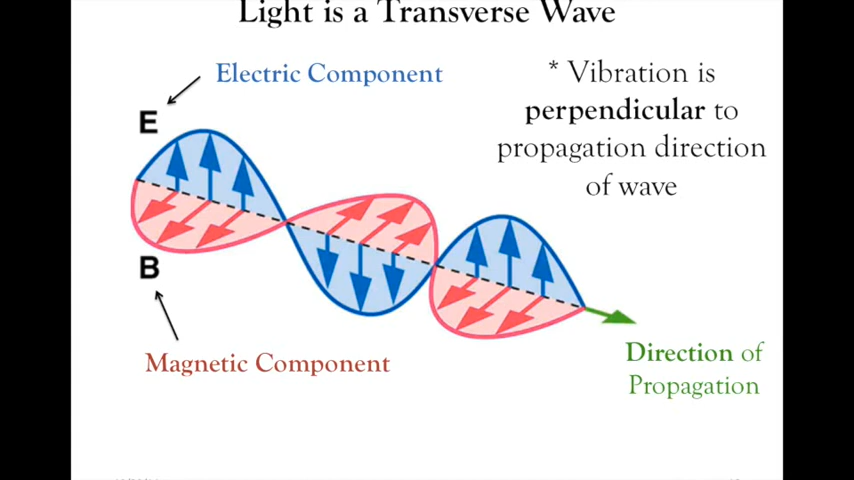 Light is a Transverse Wave
Electric Component
* Vibration is
perpendicular to
propagation direction
of wave
E
B
Magnetic Component
Direction of
Propagation